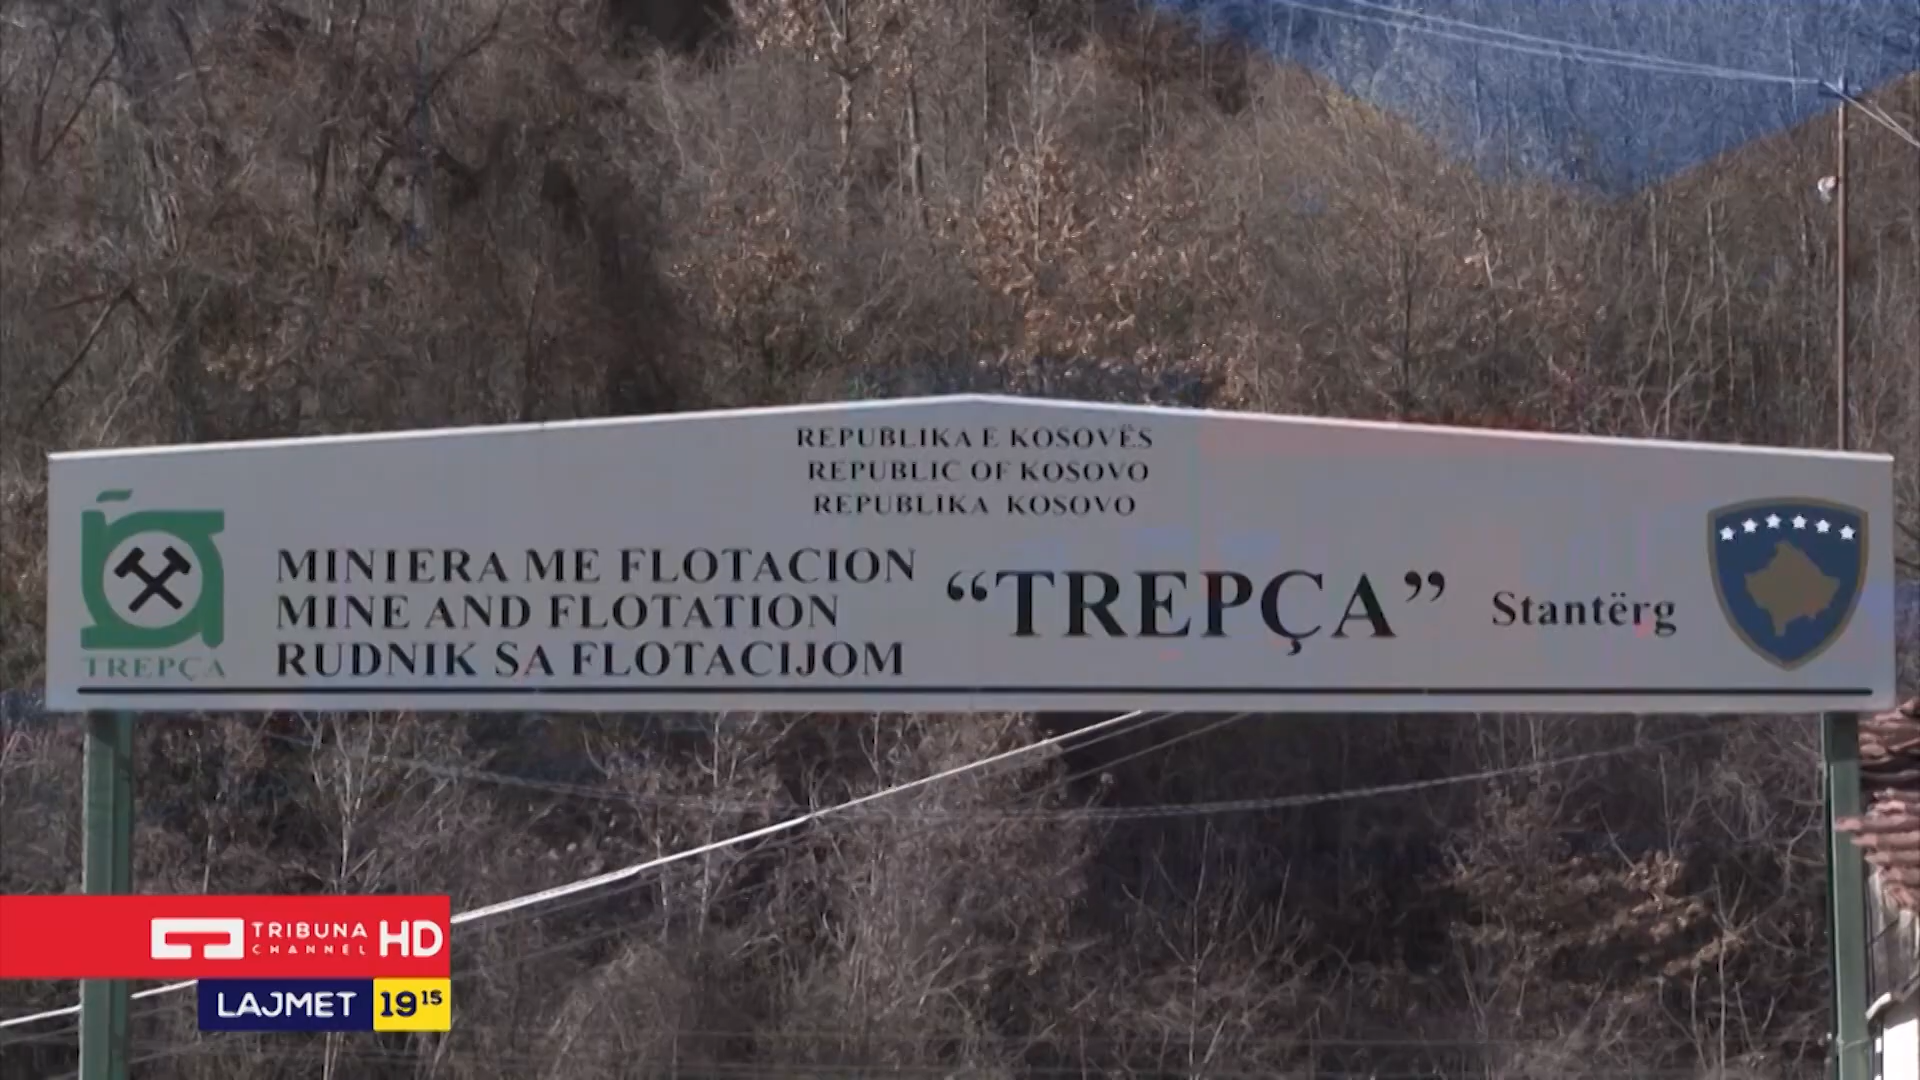 REPUBLIKA E KOSOVËS
REPUBLIC OF KOSOVO
REPUBLIKA KOSOVO
MINIERA ME FLOTACION
MINE AND FLOTATION
RUDNIK SA FLOTACIJOM
“TREPÇA” Stantërg
TREPÇA
TRIBUNA CHANNEL HD
LAJMET 19 15